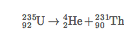 ²³⁵₉₂U → ⁴₂He + ²³¹₉₀Th